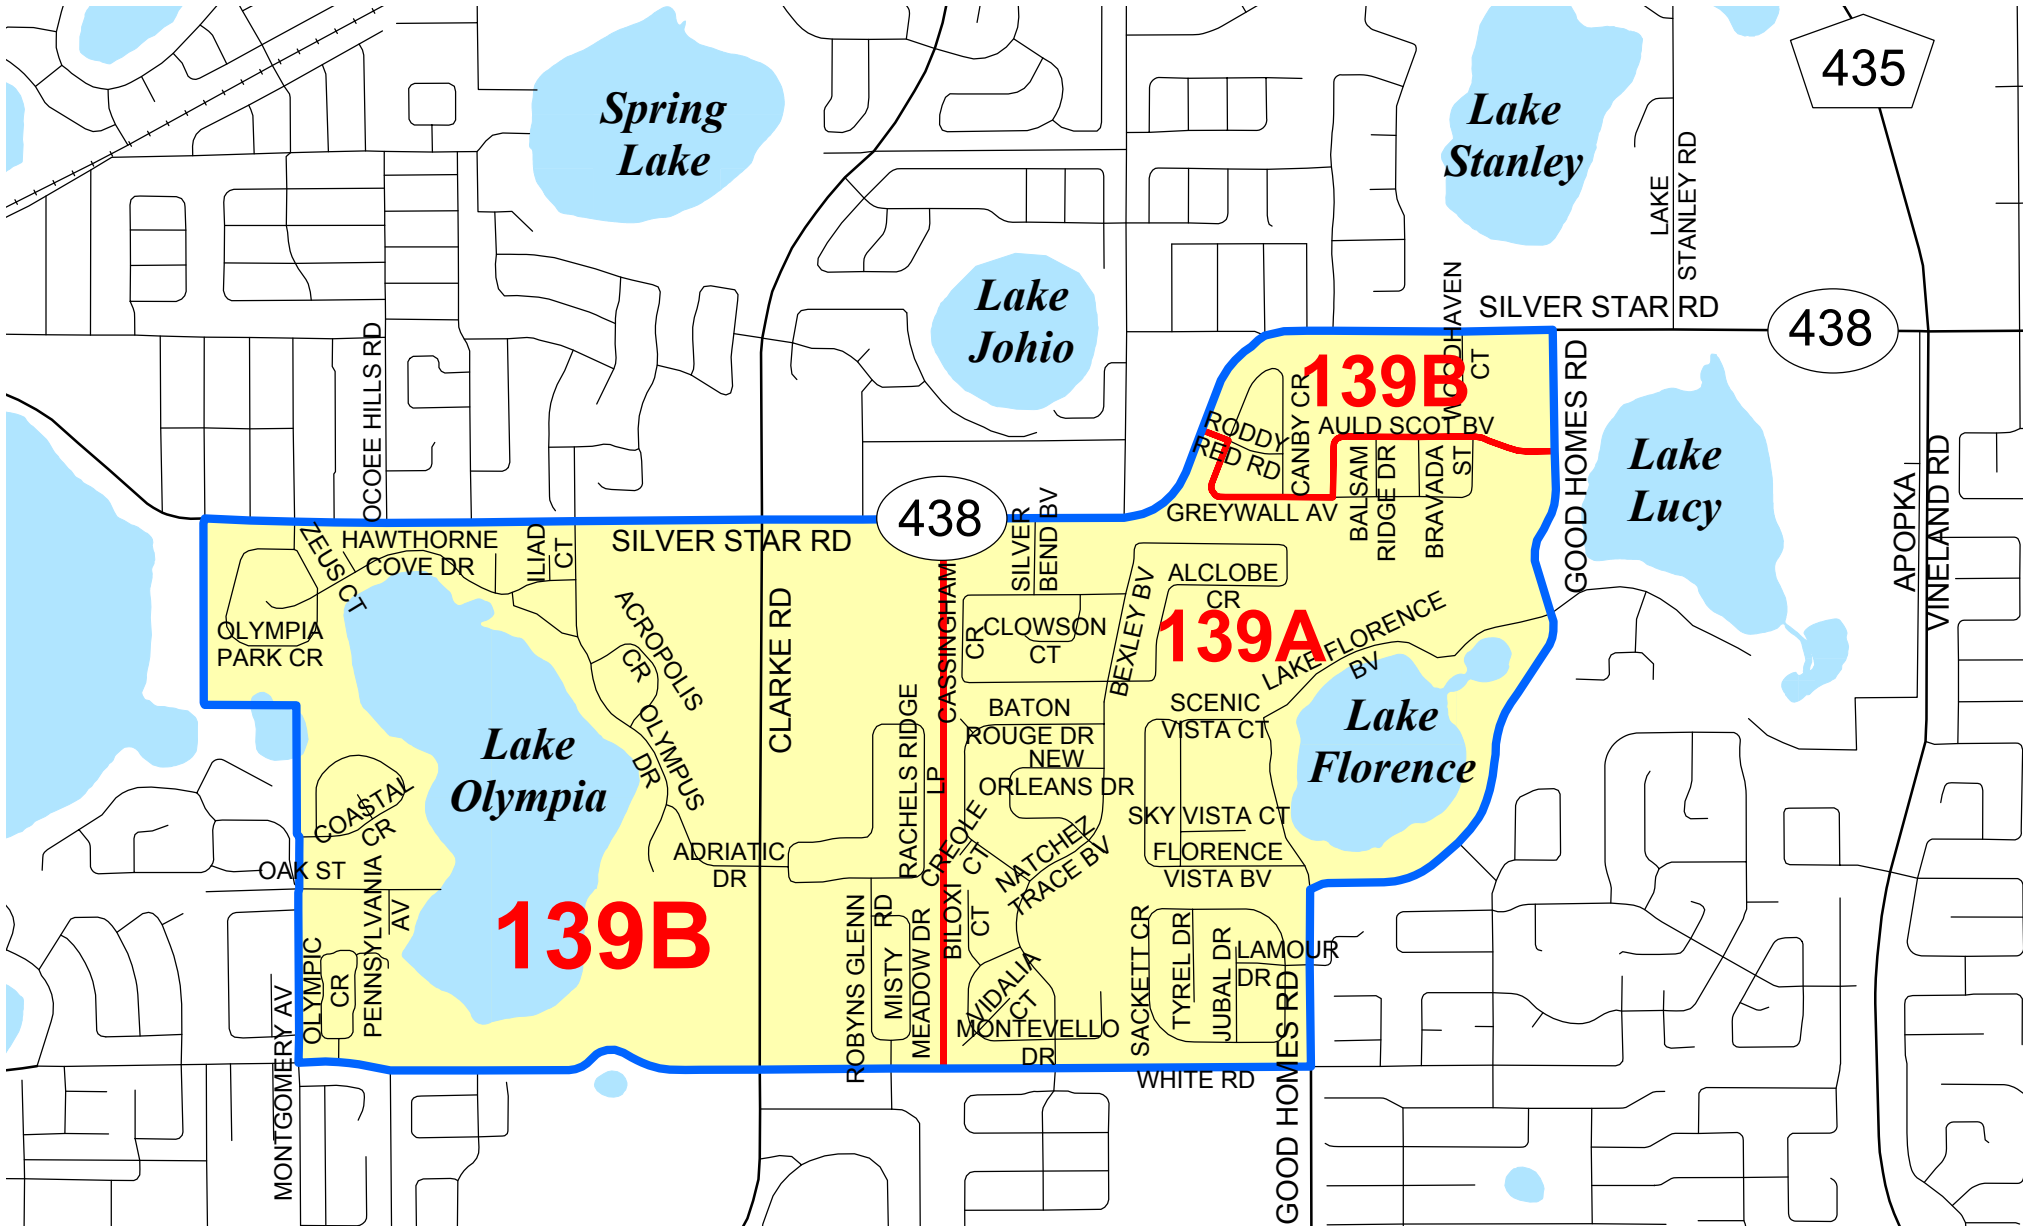 435
Spring
Lake
Lake
Stanley
LAKE
STANLEY RD
Lake
Johio
WOODHAVEN
CT
SILVER STAR RD
438
OCOEE HILLS RD
139B
GOOD HOMES RD
CANBY CR
RODDY
RED RD
AULD SCOT BV
BALSAM
RIDGE DR
BRAVADA
ST
Lake
Lucy
APOPKA
VINELAND RD
438
GREYWALL AV
SILVER
BEND BV
ZEUS CT
HAWTHORNE
COVE DR
ILIAD
CT
SILVER STAR RD
CLARKE RD
CASSINGHAM
CR
CLOWSON
CT
BEXLEY BV
ALCLOBE
CR
139A
LAKE FLORENCE
BV
OLYMPIA
PARK CR
ACROPOLIS
CR
OLYMPUS
DR
Lake
Olympia
RACHELS RIDGE
LP
BATON
ROUGE DR
NEW
ORLEANS DR
SCENIC
VISTA CT
Lake
Florence
COASTAL
CR
SKY VISTA CT
FLORENCE
VISTA BV
CREOLE
CT
NATCHEZ
TRACE BV
ADRIATIC
DR
OAK ST
PENNSYLVANIA
AV
139B
ROBYNS GLENN
RD
MISTY
MEADOW DR
BILOXI
CT
VIDALIA
CT
MONTEVELLO
DR
SACKETT CR
TYREL DR
JUBAL DR
LAMOUR
DR
OLYMPIC
CR
MONTGOMERY AV
WHITE RD
GOOD HOMES RD